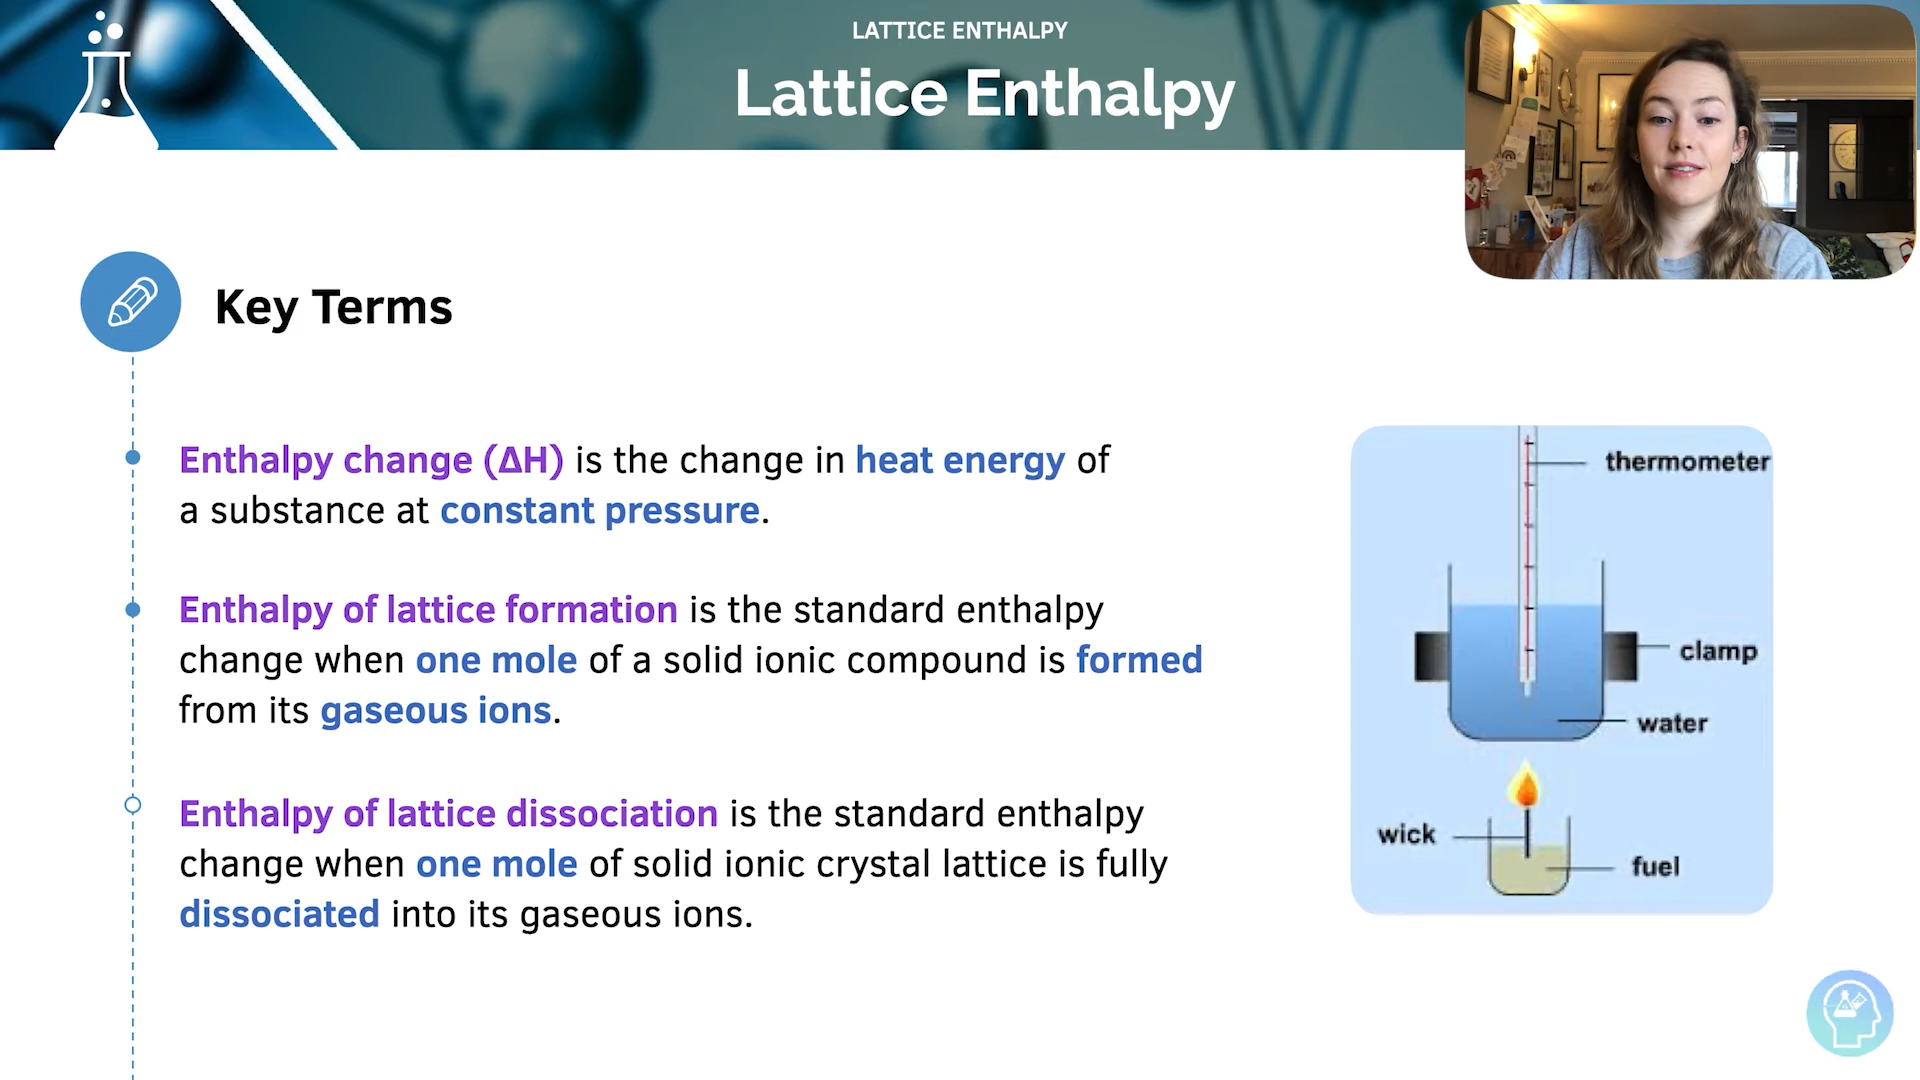 LATTICE ENTHALPY
Lattice Enthalpy
Key Terms
Enthalpy change (ΔH) is the change in heat energy of
a substance at constant pressure.
Enthalpy of lattice formation is the standard enthalpy
change when one mole of a solid ionic compound is formed
from its gaseous ions.
Enthalpy of lattice dissociation is the standard enthalpy
change when one mole of solid ionic crystal lattice is fully
dissociated into its gaseous ions.
thermometer
clamp
water
wick
fuel